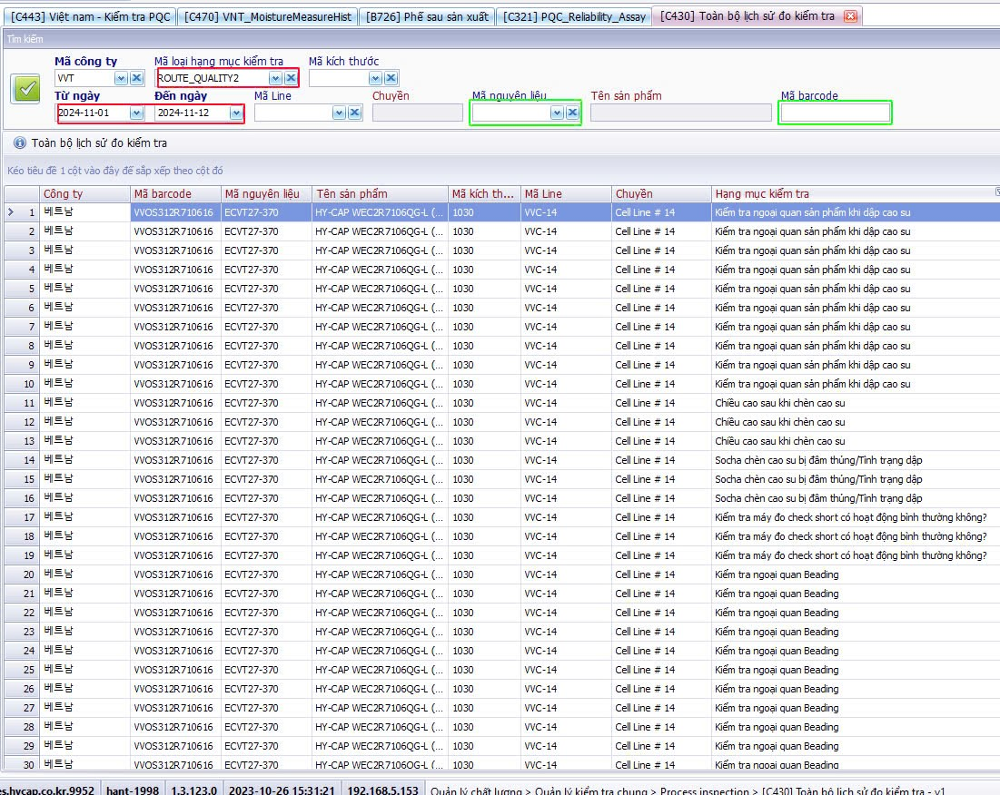 [C443] Việt nam - Kiểm tra PQC [C470] VNT_MoistureMeasureHist [B726] Phế sau sản xuất [C321] PQC_Reliability_Assay [C430] Toàn bộ lịch sử đo kiểm tra
Tìm kiếm
Mã công ty Mã loại hạng mục kiểm tra Mã kích thước
VVT ROUTE_QUALITY2
Từ ngày Đến ngày Mã Line Chuyền Mã nguyên liệu Tên sản phẩm Mã barcode
2024-11-01 2024-11-12
Toàn bộ lịch sử đo kiểm tra
Kéo tiêu đề 1 cột vào đây để sắp xếp theo cột đó
Công ty Mã barcode Mã nguyên liệu Tên sản phẩm Mã kích th... Mã Line Chuyền Hạng mục kiểm tra
1 베트남 VVOS312R710616 ECVT27-370 HY-CAP WEC2R7106QG-L (... 1030 VVC-14 Cell Line # 14 Kiểm tra ngoại quan sản phẩm khi dập cao su
2 베트남 VVOS312R710616 ECVT27-370 HY-CAP WEC2R7106QG-L (... 1030 VVC-14 Cell Line # 14 Kiểm tra ngoại quan sản phẩm khi dập cao su
3 베트남 VVOS312R710616 ECVT27-370 HY-CAP WEC2R7106QG-L (... 1030 VVC-14 Cell Line # 14 Kiểm tra ngoại quan sản phẩm khi dập cao su
4 베트남 VVOS312R710616 ECVT27-370 HY-CAP WEC2R7106QG-L (... 1030 VVC-14 Cell Line # 14 Kiểm tra ngoại quan sản phẩm khi dập cao su
5 베트남 VVOS312R710616 ECVT27-370 HY-CAP WEC2R7106QG-L (... 1030 VVC-14 Cell Line # 14 Kiểm tra ngoại quan sản phẩm khi dập cao su
6 베트남 VVOS312R710616 ECVT27-370 HY-CAP WEC2R7106QG-L (... 1030 VVC-14 Cell Line # 14 Kiểm tra ngoại quan sản phẩm khi dập cao su
7 베트남 VVOS312R710616 ECVT27-370 HY-CAP WEC2R7106QG-L (... 1030 VVC-14 Cell Line # 14 Kiểm tra ngoại quan sản phẩm khi dập cao su
8 베트남 VVOS312R710616 ECVT27-370 HY-CAP WEC2R7106QG-L (... 1030 VVC-14 Cell Line # 14 Kiểm tra ngoại quan sản phẩm khi dập cao su
9 베트남 VVOS312R710616 ECVT27-370 HY-CAP WEC2R7106QG-L (... 1030 VVC-14 Cell Line # 14 Kiểm tra ngoại quan sản phẩm khi dập cao su
10 베트남 VVOS312R710616 ECVT27-370 HY-CAP WEC2R7106QG-L (... 1030 VVC-14 Cell Line # 14 Kiểm tra ngoại quan sản phẩm khi dập cao su
11 베트남 VVOS312R710616 ECVT27-370 HY-CAP WEC2R7106QG-L (... 1030 VVC-14 Cell Line # 14 Chiều cao sau khi chèn cao su
12 베트남 VVOS312R710616 ECVT27-370 HY-CAP WEC2R7106QG-L (... 1030 VVC-14 Cell Line # 14 Chiều cao sau khi chèn cao su
13 베트남 VVOS312R710616 ECVT27-370 HY-CAP WEC2R7106QG-L (... 1030 VVC-14 Cell Line # 14 Chiều cao sau khi chèn cao su
14 베트남 VVOS312R710616 ECVT27-370 HY-CAP WEC2R7106QG-L (... 1030 VVC-14 Cell Line # 14 Socha chèn cao su bị đâm thủng/Tình trạng dập
15 베트남 VVOS312R710616 ECVT27-370 HY-CAP WEC2R7106QG-L (... 1030 VVC-14 Cell Line # 14 Socha chèn cao su bị đâm thủng/Tình trạng dập
16 베트남 VVOS312R710616 ECVT27-370 HY-CAP WEC2R7106QG-L (... 1030 VVC-14 Cell Line # 14 Socha chèn cao su bị đâm thủng/Tình trạng dập
17 베트남 VVOS312R710616 ECVT27-370 HY-CAP WEC2R7106QG-L (... 1030 VVC-14 Cell Line # 14 Kiểm tra máy đo check short có hoạt động bình thường không?
18 베트남 VVOS312R710616 ECVT27-370 HY-CAP WEC2R7106QG-L (... 1030 VVC-14 Cell Line # 14 Kiểm tra máy đo check short có hoạt động bình thường không?
19 베트남 VVOS312R710616 ECVT27-370 HY-CAP WEC2R7106QG-L (... 1030 VVC-14 Cell Line # 14 Kiểm tra máy đo check short có hoạt động bình thường không?
20 베트남 VVOS312R710616 ECVT27-370 HY-CAP WEC2R7106QG-L (... 1030 VVC-14 Cell Line # 14 Kiểm tra ngoại quan Beading
21 베트남 VVOS312R710616 ECVT27-370 HY-CAP WEC2R7106QG-L (... 1030 VVC-14 Cell Line # 14 Kiểm tra ngoại quan Beading
22 베트남 VVOS312R710616 ECVT27-370 HY-CAP WEC2R7106QG-L (... 1030 VVC-14 Cell Line # 14 Kiểm tra ngoại quan Beading
23 베트남 VVOS312R710616 ECVT27-370 HY-CAP WEC2R7106QG-L (... 1030 VVC-14 Cell Line # 14 Kiểm tra ngoại quan Beading
24 베트남 VVOS312R710616 ECVT27-370 HY-CAP WEC2R7106QG-L (... 1030 VVC-14 Cell Line # 14 Kiểm tra ngoại quan Beading
25 베트남 VVOS312R710616 ECVT27-370 HY-CAP WEC2R7106QG-L (... 1030 VVC-14 Cell Line # 14 Kiểm tra ngoại quan Beading
26 베트남 VVOS312R710616 ECVT27-370 HY-CAP WEC2R7106QG-L (... 1030 VVC-14 Cell Line # 14 Kiểm tra ngoại quan Beading
27 베트남 VVOS312R710616 ECVT27-370 HY-CAP WEC2R7106QG-L (... 1030 VVC-14 Cell Line # 14 Kiểm tra ngoại quan Beading
28 베트남 VVOS312R710616 ECVT27-370 HY-CAP WEC2R7106QG-L (... 1030 VVC-14 Cell Line # 14 Kiểm tra ngoại quan Beading
29 베트남 VVOS312R710616 ECVT27-370 HY-CAP WEC2R7106QG-L (... 1030 VVC-14 Cell Line # 14 Kiểm tra ngoại quan Beading
30 베트남 VVOS312R710616 ECVT27-370 HY-CAP WEC2R7106QG-L (... 1030 VVC-14 Cell Line # 14 Kiểm tra ngoại quan Beading
es.hycap.co.kr,9952 hant-1998 1.3.123.0 2023-10-26 15:31:21 192.168.5.153 Quản lý chất lượng > Quản lý kiểm tra chung > Process inspection > [C430] Toàn bộ lịch sử đo kiểm tra - v1